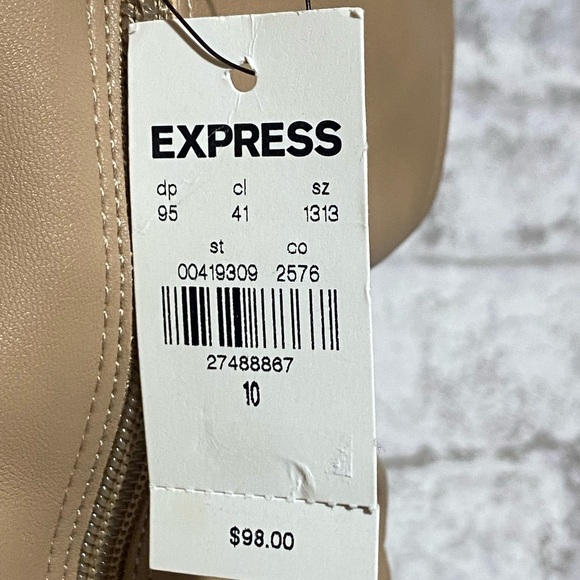 EXPRESS
dp cl sz
95 41 1313
st co
00419309 2576
27488867
10
$98.00